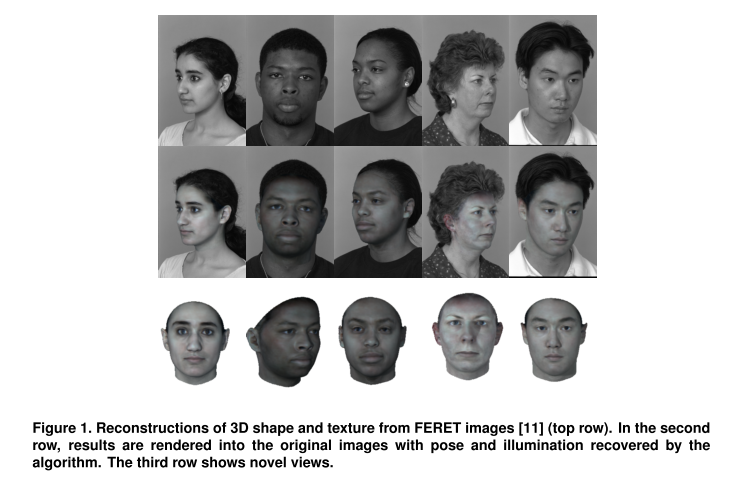 Figure 1. Reconstructions of 3D shape and texture from FERET images [11] (top row). In the second
row, results are rendered into the original images with pose and illumination recovered by the
algorithm. The third row shows novel views.